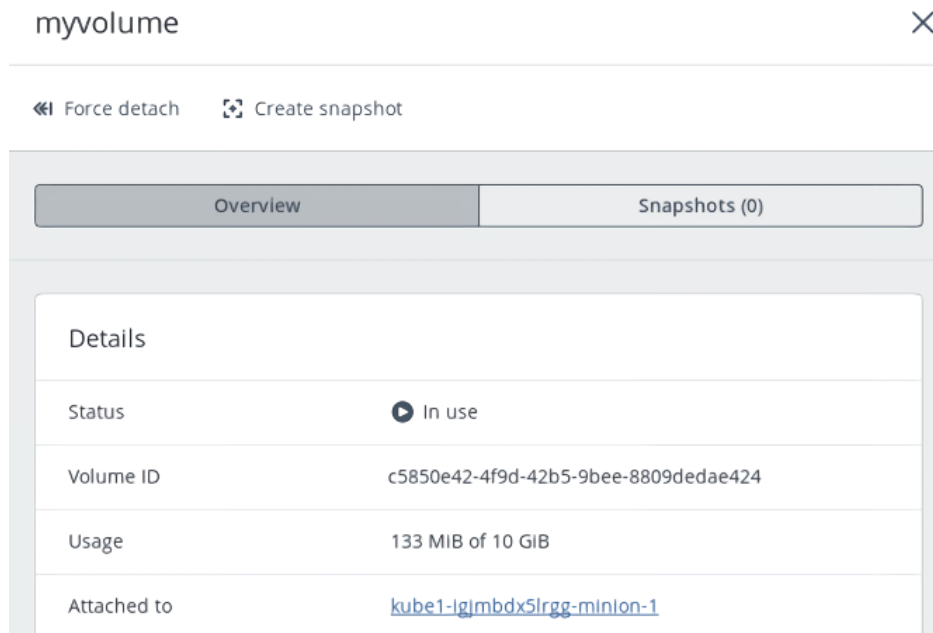 myvolume
Force detach Create snapshot
Overview Snapshots (0)
Details
Status In use
Volume ID c5850e42-4f9d-42b5-9bee-8809dedae424
Usage 133 MiB of 10 GiB
Attached to kube1-igjmbdx5lrgg-minion-1